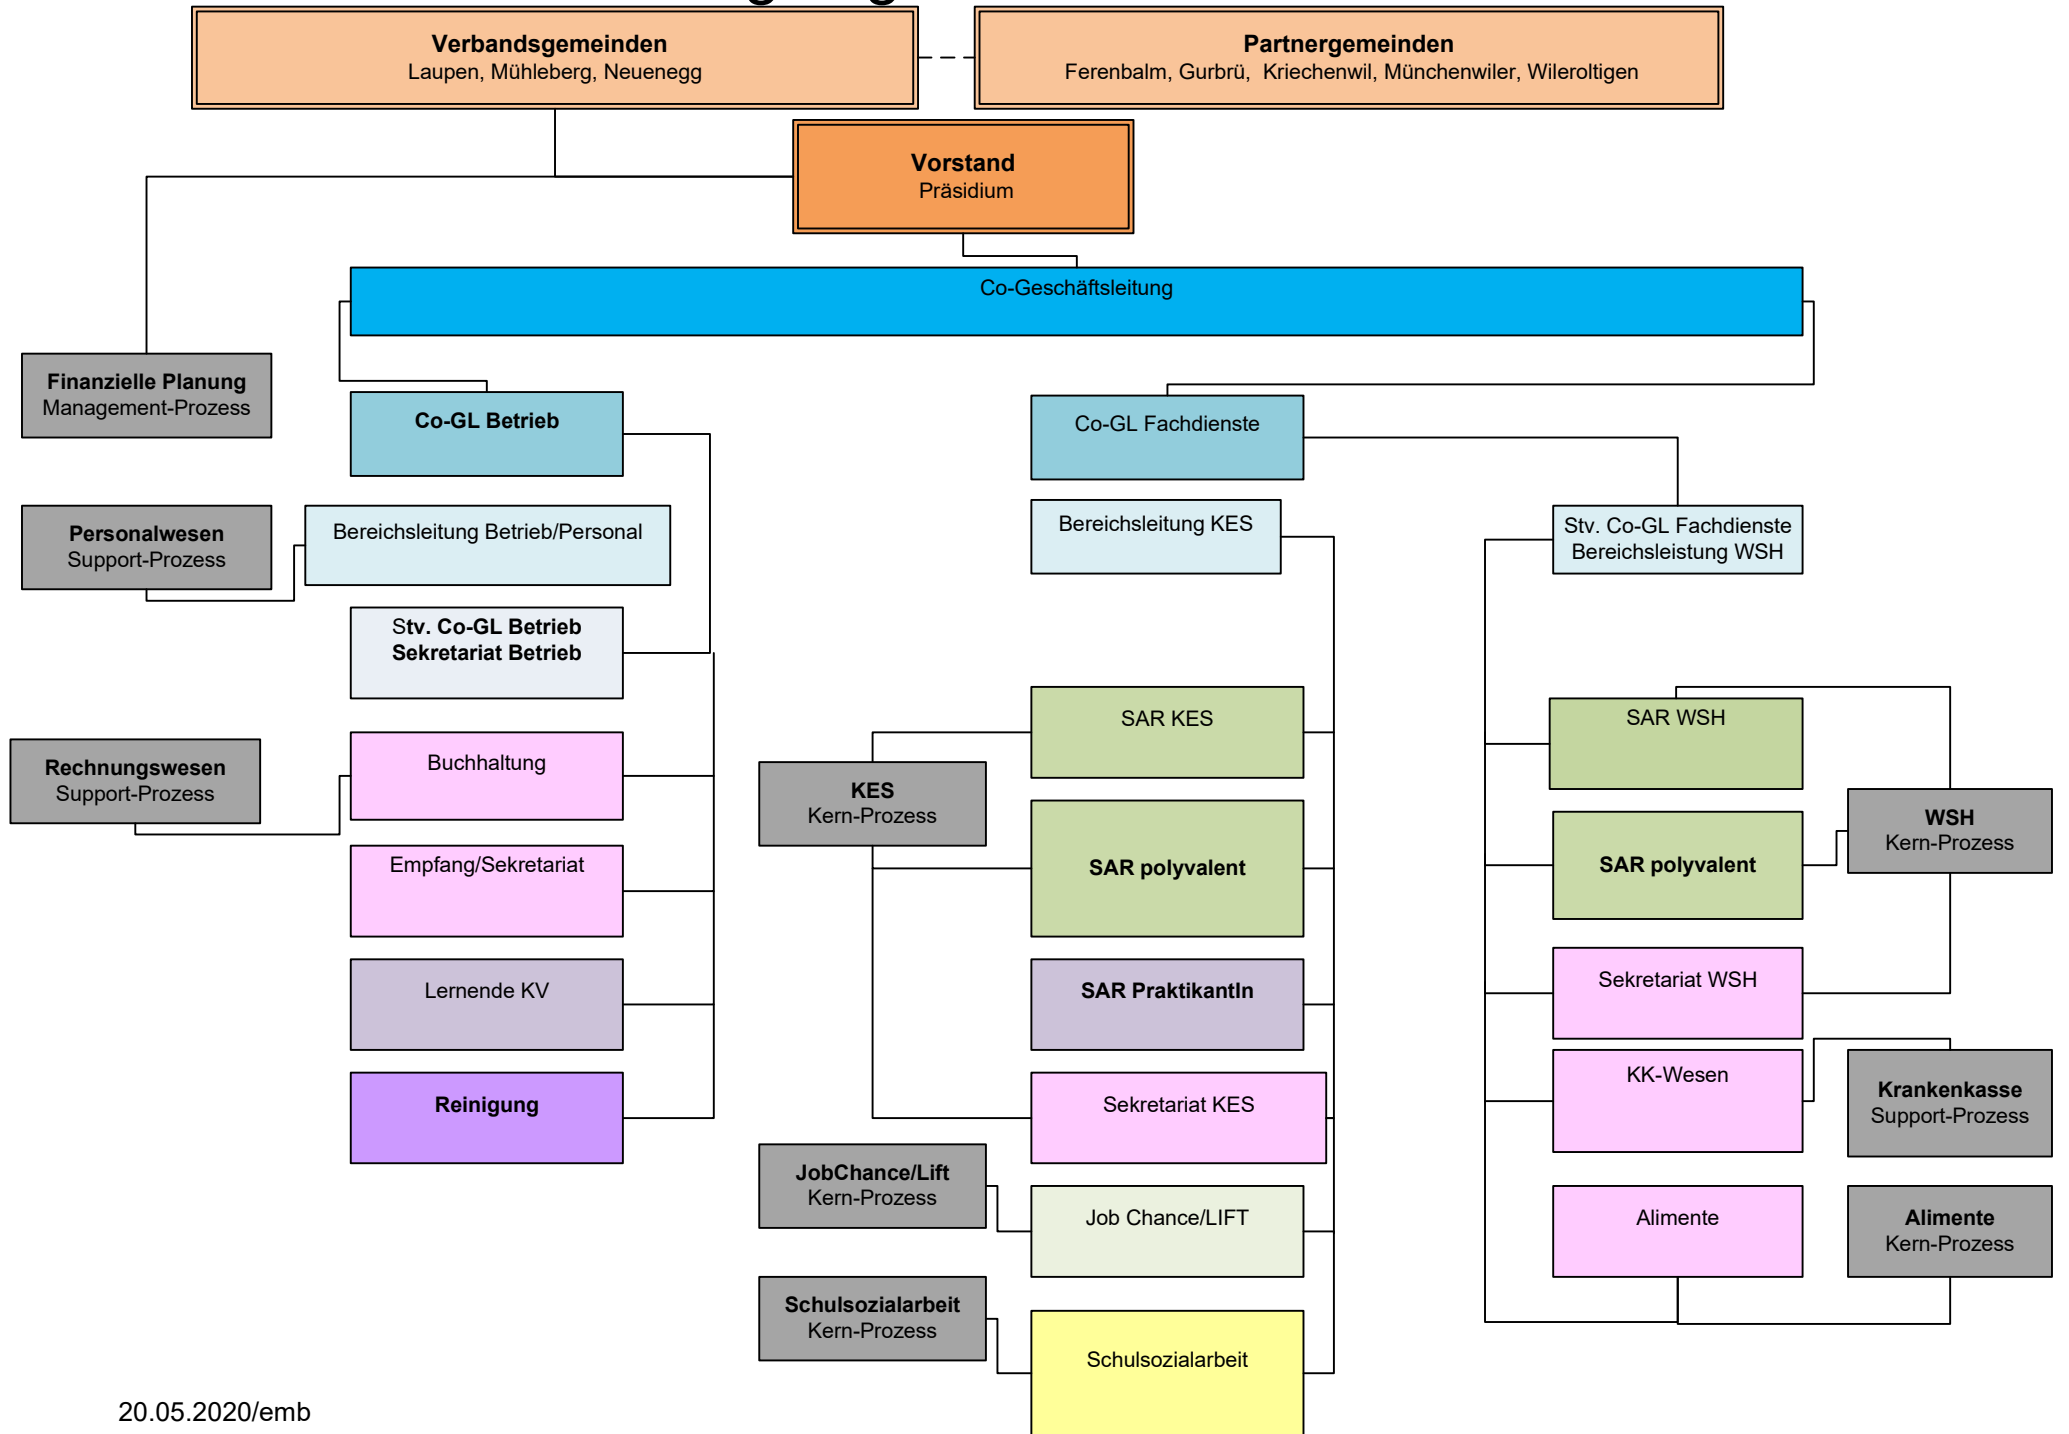 Verbandsgemeinden
Laupen, Mühleberg, Neuenegg
Partnergemeinden
Ferenbalm, Gurbrü, Kriechenwil, Münchenwiler, Wileroltigen
Vorstand
Präsidium
Co-Geschäftsleitung
Finanzielle Planung
Management-Prozess
Co-GL Betrieb
Co-GL Fachdienste
Personalwesen
Support-Prozess
Bereichsleitung Betrieb/Personal
Bereichsleitung KES
Stv. Co-GL Fachdienste
Bereichsleistung WSH
Stv. Co-GL Betrieb
Sekretariat Betrieb
Rechnungswesen
Support-Prozess
Buchhaltung
Empfang/Sekretariat
Lernende KV
Reinigung
KES
Kern-Prozess
SAR KES
SAR polyvalent
SAR PraktikantIn
Sekretariat KES
JobChance/Lift
Kern-Prozess
Job Chance/LIFT
Schulsozialarbeit
Kern-Prozess
Schulsozialarbeit
SAR WSH
SAR polyvalent
WSH
Kern-Prozess
Sekretariat WSH
KK-Wesen
Krankenkasse
Support-Prozess
Alimente
Alimente
Kern-Prozess
20.05.2020/emb